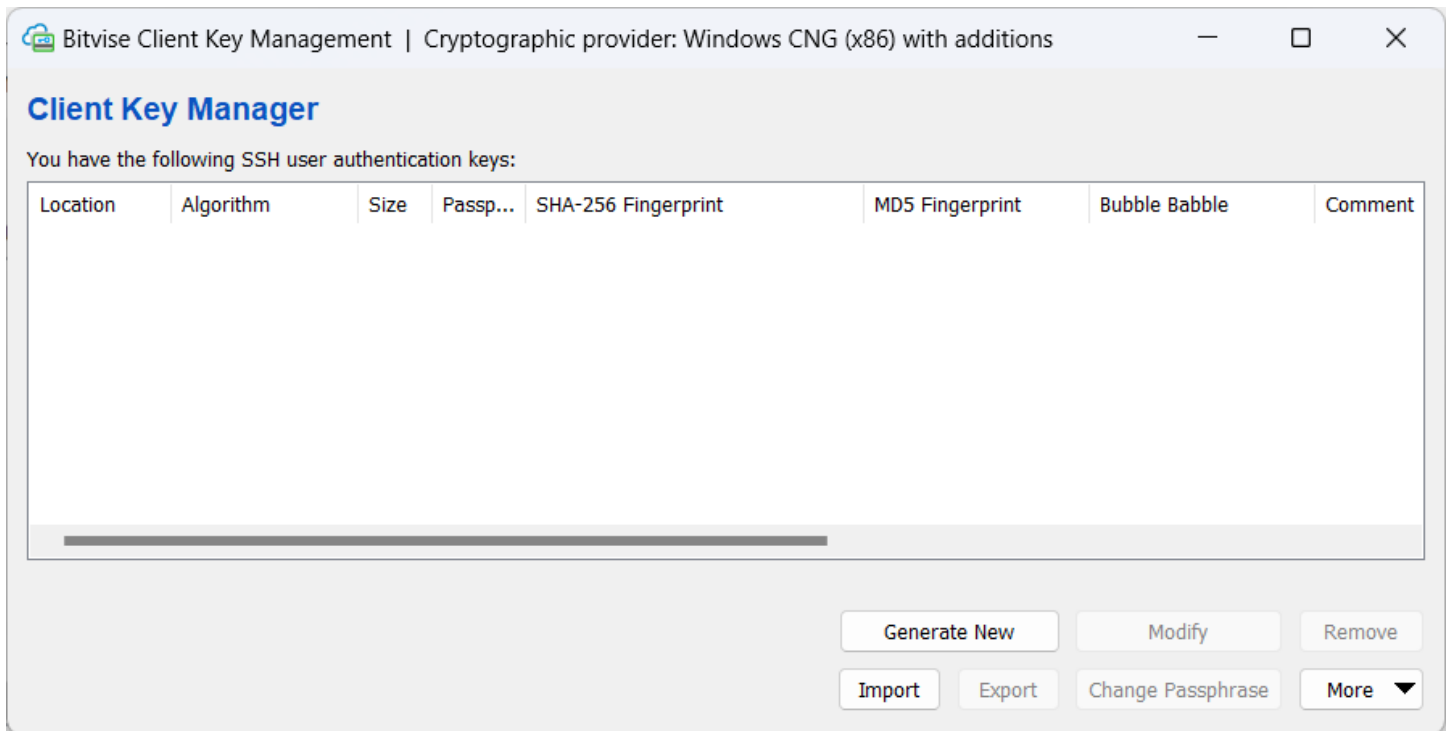 Bitvise Client Key Management | Cryptographic provider: Windows CNG (x86) with additions
Client Key Manager
You have the following SSH user authentication keys:
Location Algorithm Size Passp... SHA-256 Fingerprint MD5 Fingerprint Bubble Babble Comment
Generate New Modify Remove
Import Export Change Passphrase More